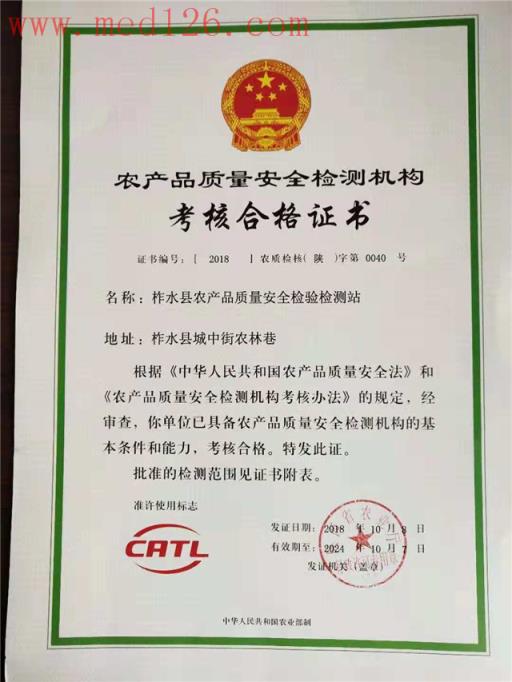 www.med126.com
农产品质量安全检测机构
考核合格证书
证书编号：[ 2018 ]农质检核（陕）字第 0040 号
名称：柞水县农产品质量安全检验检测站
地址：柞水县城中街农林巷
根据《中华人民共和国农产品质量安全法》和
《农产品质量安全检测机构考核办法》的规定，经
审查，你单位已具备农产品质量安全检测机构的基
本条件和能力，考核合格。特发此证。
批准的检测范围见证书附表。
准许使用标志
CATL
发证日期：2018 年 10 月 8 日
有效期至：2024 年 10 月 7 日
发证机关（盖章）
中华人民共和国农业部制